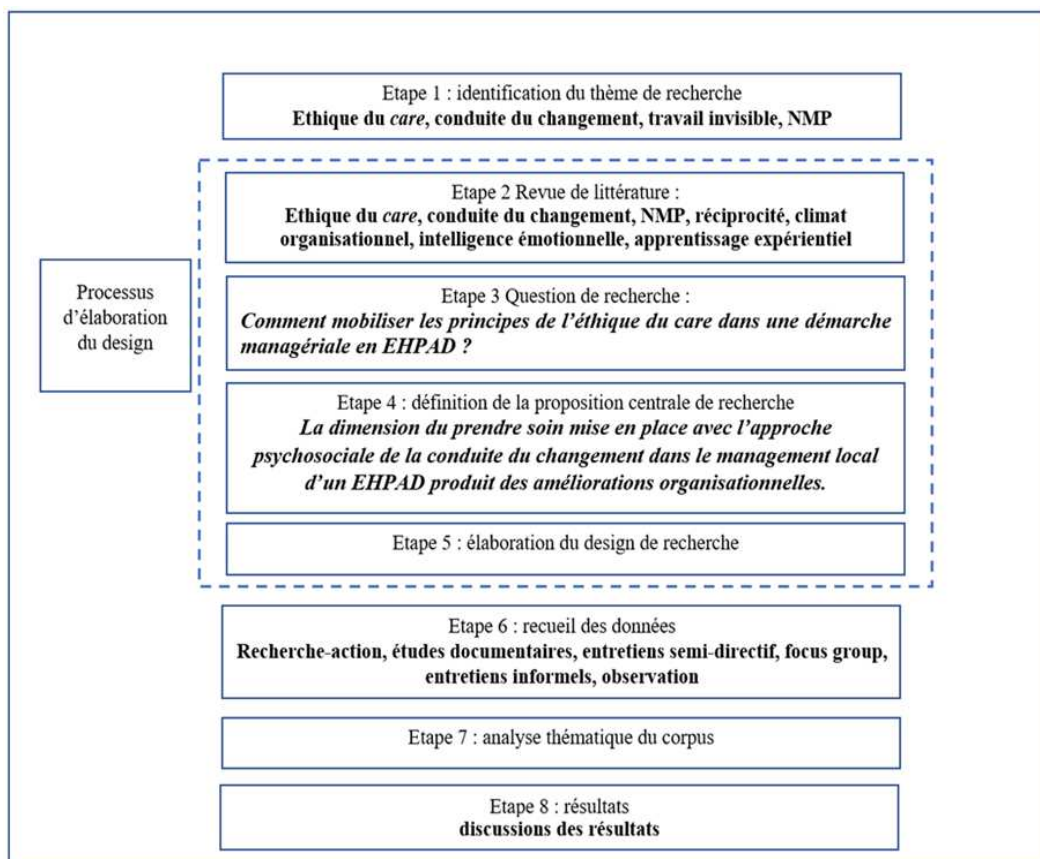 Etape 1 : identification du thème de recherche
Ethique du care, conduite du changement, travail invisible, NMP
Etape 2 Revue de littérature :
Ethique du care, conduite du changement, NMP, réciprocité, climat
organisationnel, intelligence émotionnelle, apprentissage expérientiel
Processus
d’élaboration
du design
Etape 3 Question de recherche :
Comment mobiliser les principes de l’éthique du care dans une démarche
managériale en EHPAD ?
Etape 4 : définition de la proposition centrale de recherche
La dimension du prendre soin mise en place avec l’approche
psychosociale de la conduite du changement dans le management local
d’un EHPAD produit des améliorations organisationnelles.
Etape 5 : élaboration du design de recherche
Etape 6 : recueil des données
Recherche-action, études documentaires, entretiens semi-directif, focus group,
entretiens informels, observation
Etape 7 : analyse thématique du corpus
Etape 8 : résultats
discussions des résultats